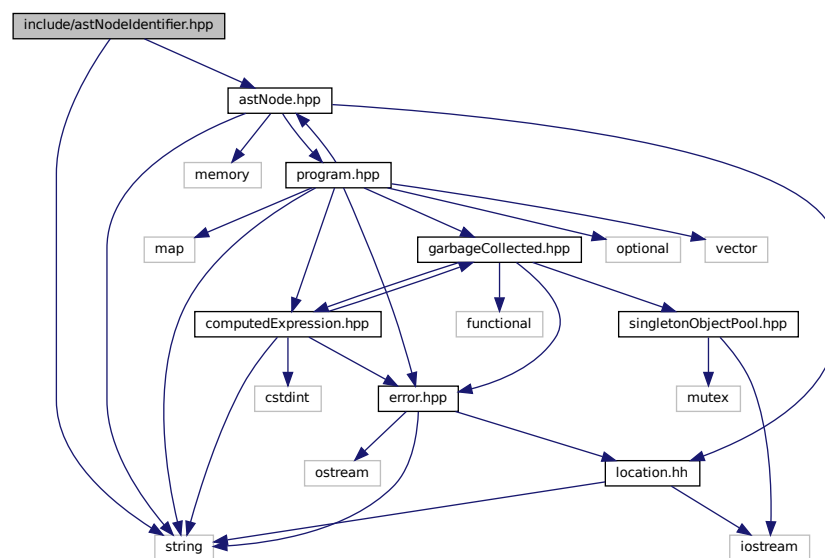 include/astNodeIdentifier.hpp
astNode.hpp
memory
program.hpp
map
garbageCollected.hpp
optional
vector
computedExpression.hpp
functional
singletonObjectPool.hpp
cstdint
error.hpp
mutex
ostream
location.hh
string
iostream